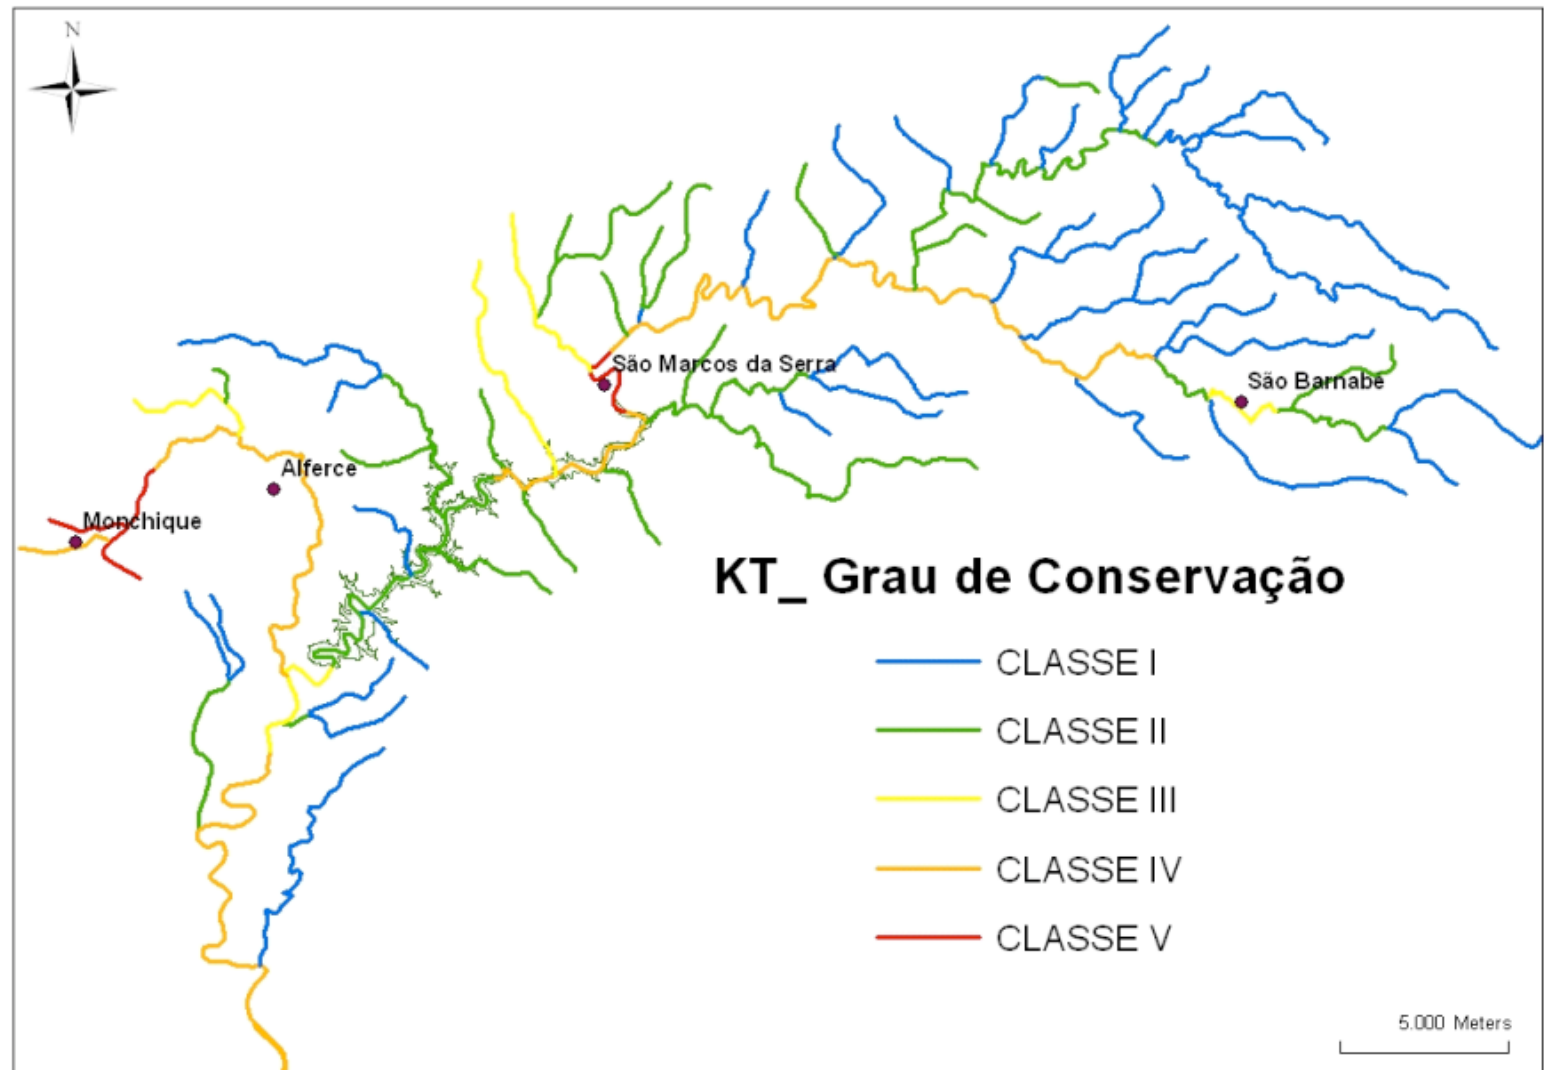 N
São Marcos da Serra
São Barnabé
Alferce
Monchique
KT_ Grau de Conservação
CLASSE I
CLASSE II
CLASSE III
CLASSE IV
CLASSE V
5.000 Meters